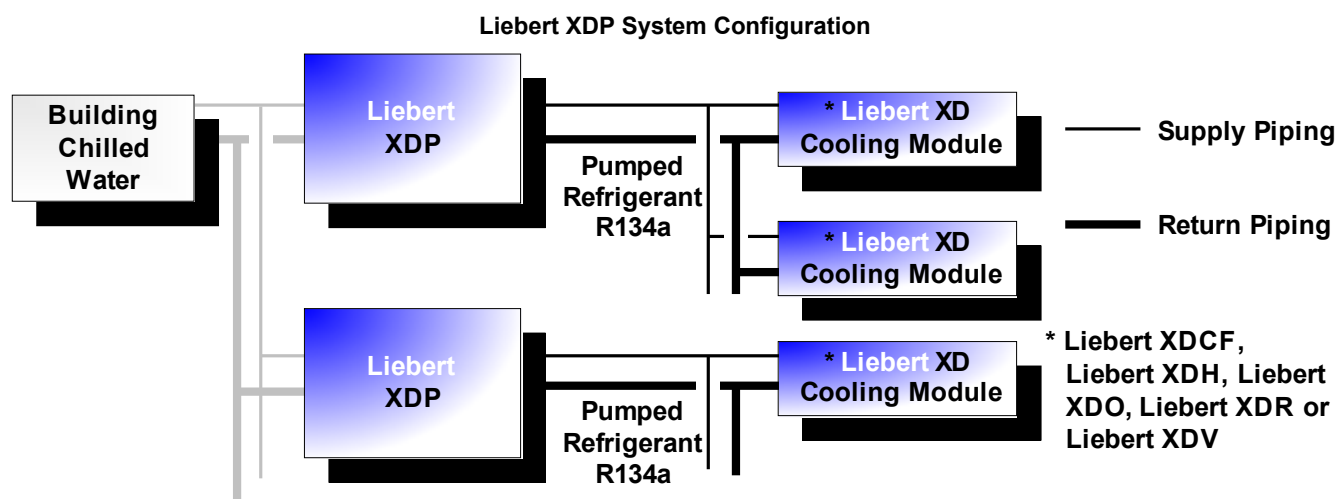 Liebert XDP System Configuration
Building
Chilled
Water
Liebert
XDP
Pumped
Refrigerant
R134a
* Liebert XD
Cooling Module
* Liebert XD
Cooling Module
Supply Piping
Return Piping
Liebert
XDP
Pumped
Refrigerant
R134a
* Liebert XD
Cooling Module
* Liebert XDCF,
Liebert XDH, Liebert
XDO, Liebert XDR or
Liebert XDV